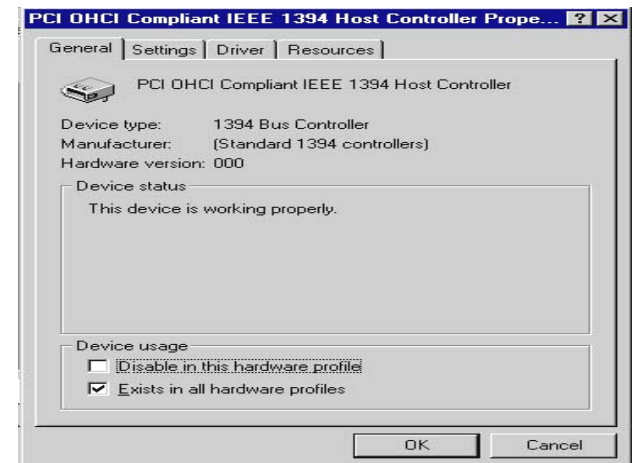 PCI OHCI Compliant IEEE 1394 Host Controller Prope... ? ×
General Settings Driver Resources
PCI OHCI Compliant IEEE 1394 Host Controller
Device type: 1394 Bus Controller
Manufacturer: (Standard 1394 controllers)
Hardware version: 000
Device status
This device is working properly.
Device usage
Disable in this hardware profile
Exists in all hardware profiles
OK Cancel